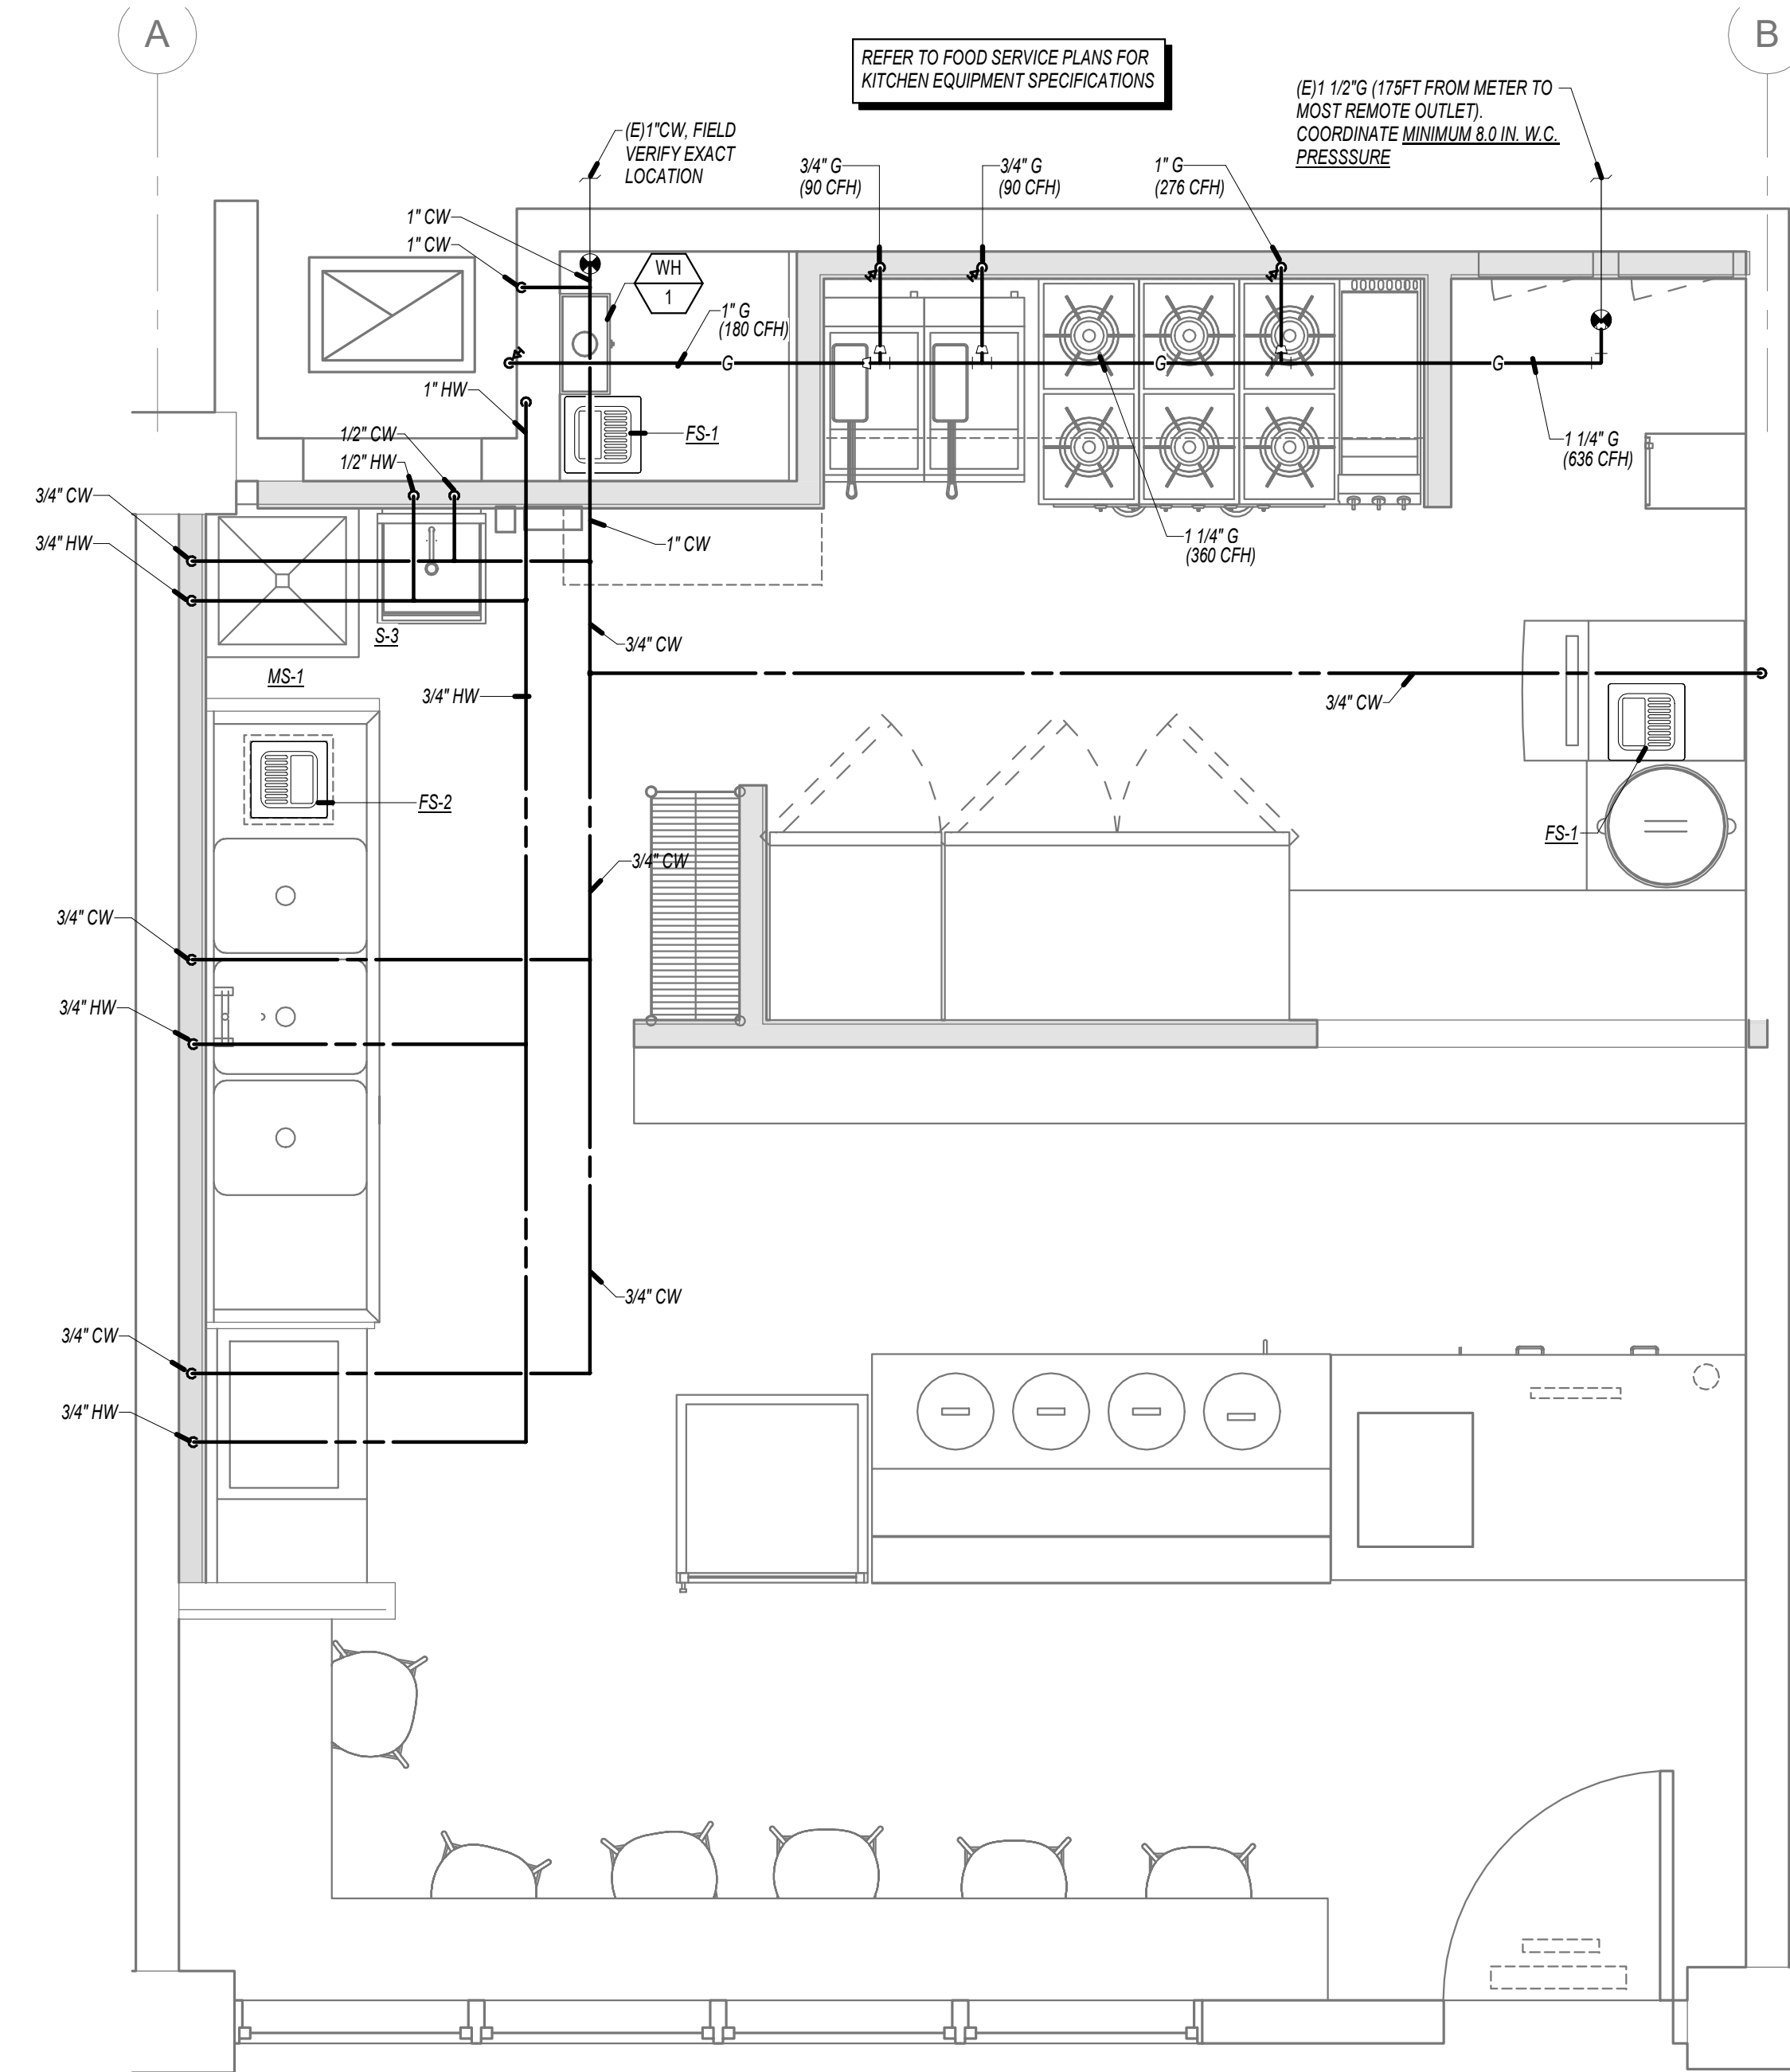 A
B
REFER TO FOOD SERVICE PLANS FOR
KITCHEN EQUIPMENT SPECIFICATIONS
(E)1 1/2"G (175FT FROM METER TO
MOST REMOTE OUTLET).
COORDINATE MINIMUM 8.0 IN. W.C.
PRESSSURE
(E)1"CW, FIELD
VERIFY EXACT
LOCATION
3/4" G
(90 CFH)
3/4" G
(90 CFH)
1" G
(276 CFH)
1" CW
1" CW
WH
1
1" G
(180 CFH)
G
G
G
1" HW
1/2" CW
1/2" HW
FS-1
1 1/4" G
(636 CFH)
3/4" CW
3/4" HW
1" CW
1 1/4" G
(360 CFH)
S-3
3/4" CW
MS-1
3/4" HW
3/4" CW
FS-2
FS-1
3/4" CW
3/4" CW
3/4" HW
3/4" CW
3/4" CW
3/4" HW